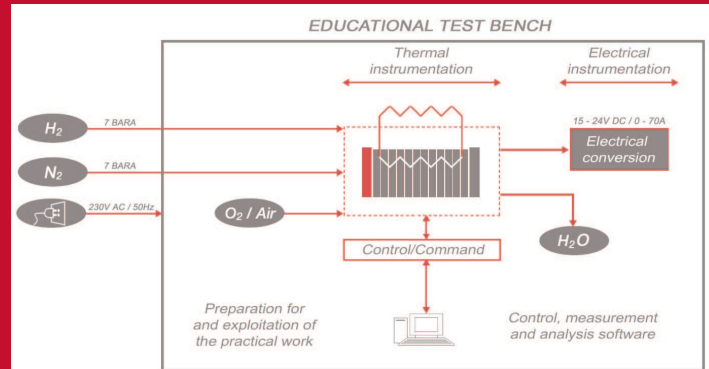 EDUCATIONAL TEST BENCH
Thermal
instrumentation
Electrical
instrumentation
H2
7 BARA
15 - 24V DC / 0 - 70A
Electrical
conversion
N2
7 BARA
230V AC / 50Hz
O2 / Air
H2O
Control/Command
Preparation for
and exploitation of
the practical work
Control, measurement
and analysis software